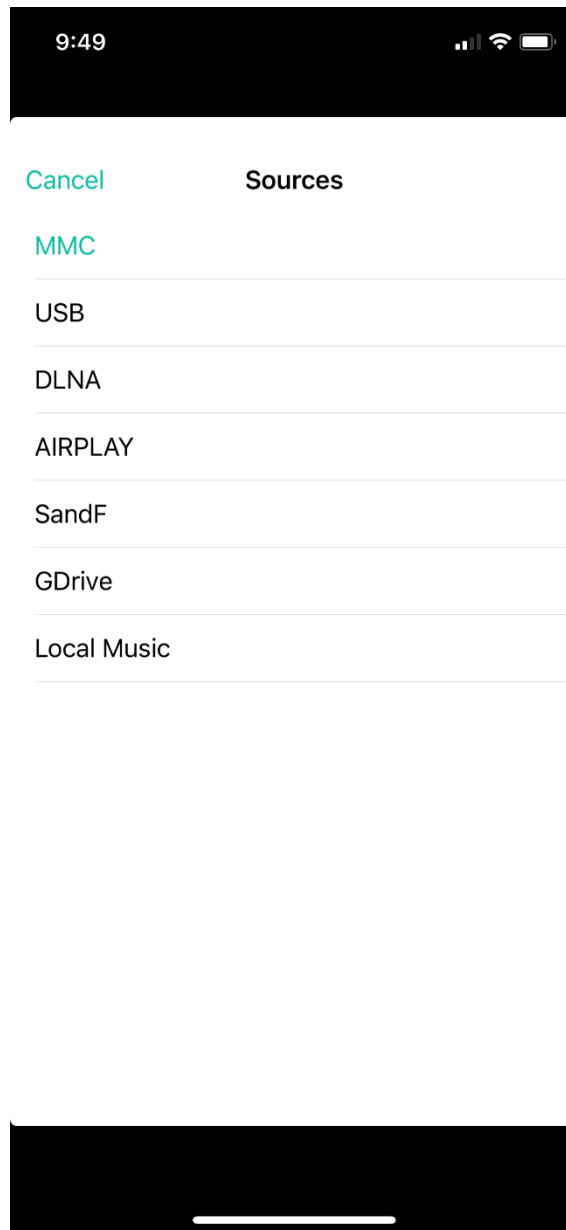 9:49
Cancel Sources
MMC
USB
DLNA
AIRPLAY
SandF
GDrive
Local Music